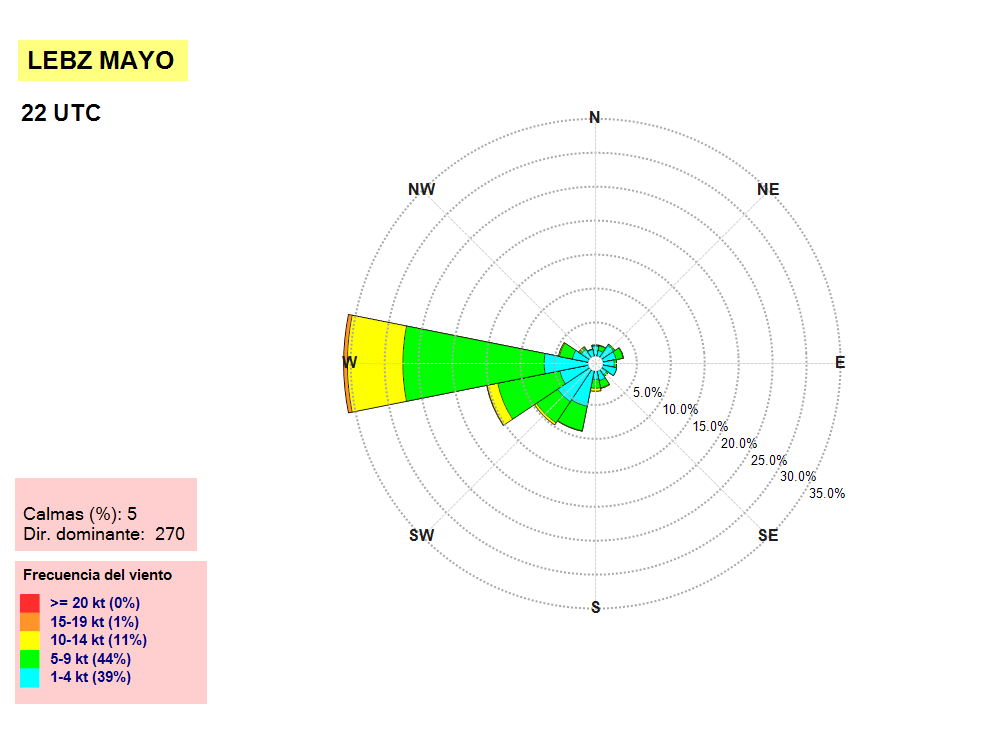 LEBZ MAYO
22 UTC
N
NW
NE
W
E
5.0%
10.0%
15.0%
20.0%
25.0%
30.0%
35.0%
SW
SE
S
Calmas (%): 5
Dir. dominante: 270
Frecuencia del viento
>= 20 kt (0%)
15-19 kt (1%)
10-14 kt (11%)
5-9 kt (44%)
1-4 kt (39%)